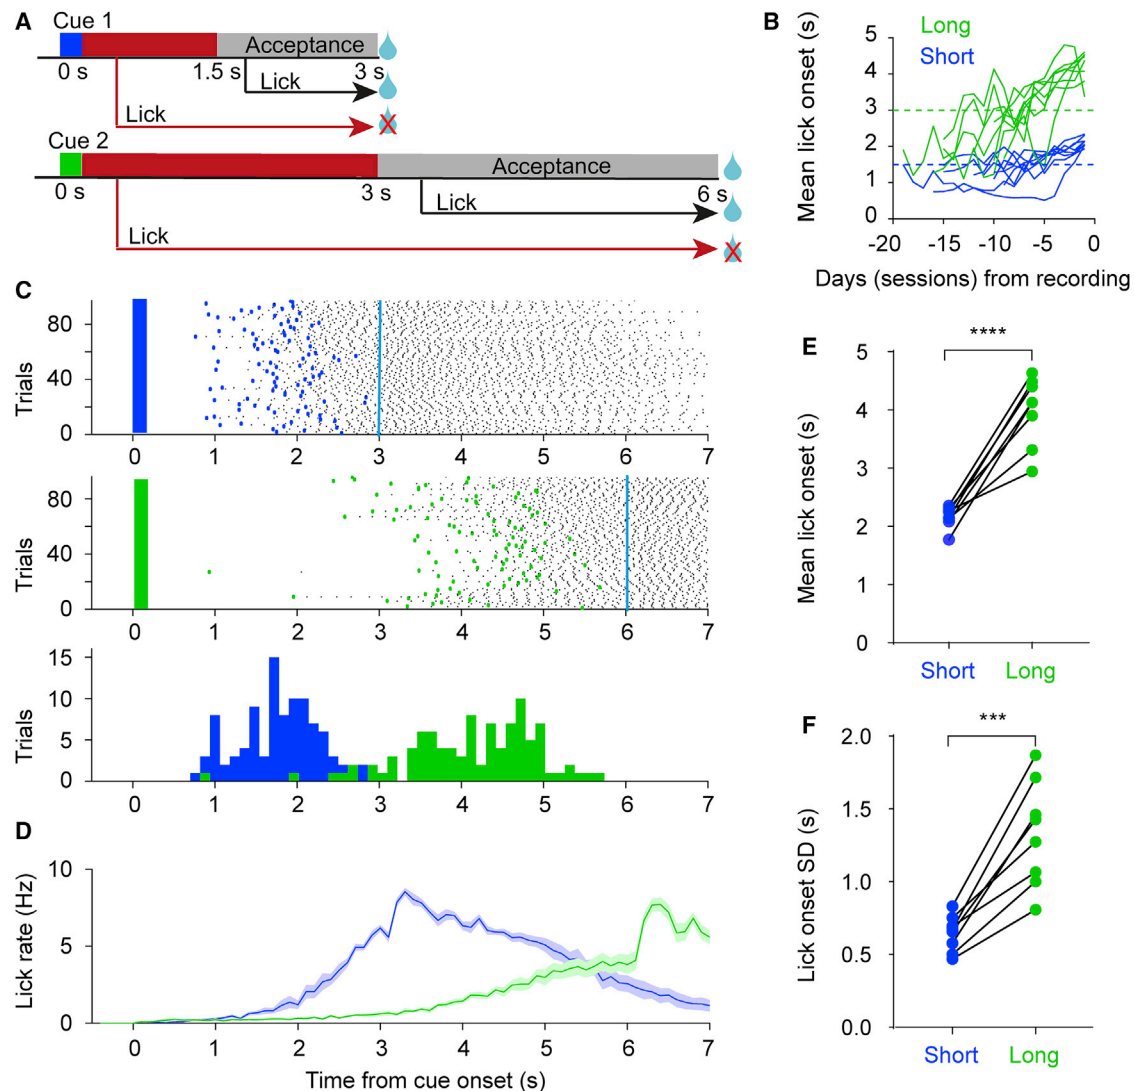 A
Cue 1
Acceptance
0 s
1.5 s
3 s
Lick
Lick
X
Cue 2
Acceptance
0 s
3 s
6 s
Lick
Lick
X
B
Long
Short
Mean lick onset (s)
5
4
3
2
1
0
-20 -15 -10 -5 0
Days (sessions) from recording
C
Trials
80
40
0
0 1 2 3 4 5 6 7
Trials
80
40
0
0 1 2 3 4 5 6 7
Trials
15
10
5
0
0 1 2 3 4 5 6 7
D
Lick rate (Hz)
10
5
0
0 1 2 3 4 5 6 7
Time from cue onset (s)
E
****
Mean lick onset (s)
5
4
3
2
1
0
Short Long
F
***
Lick onset SD (s)
2.0
1.5
1.0
0.5
0.0
Short Long